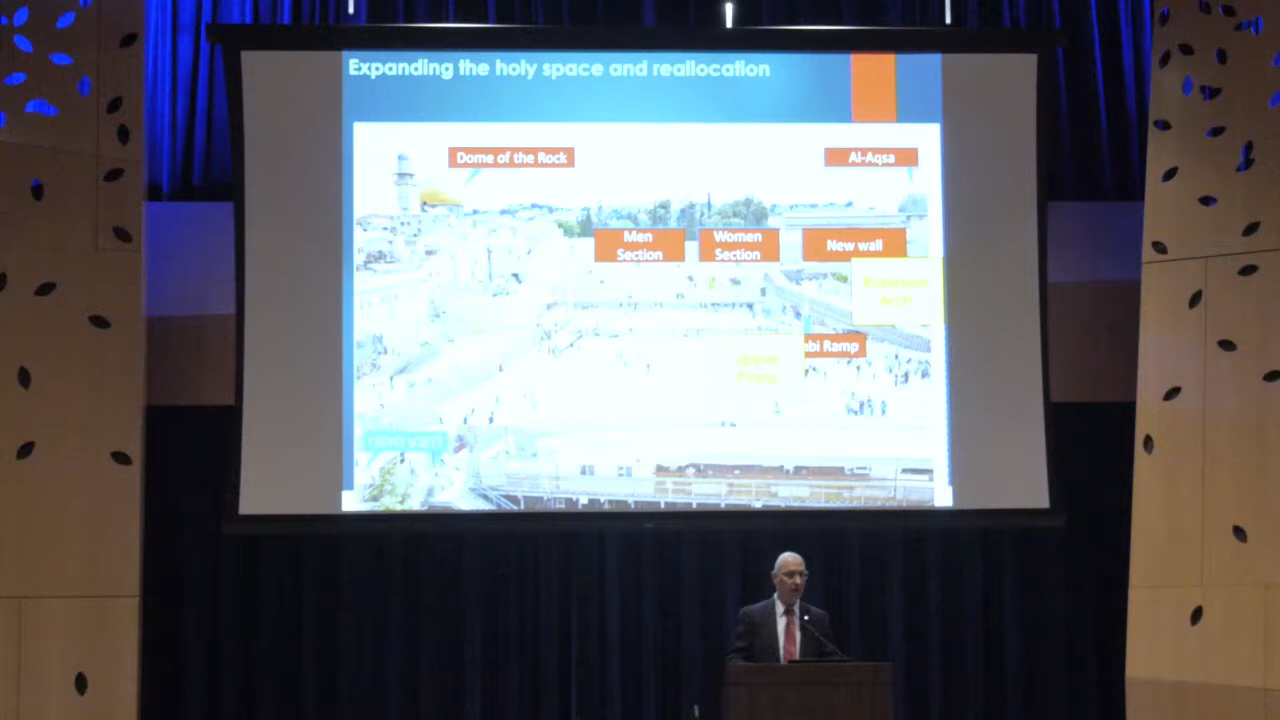 Expanding the holy space and reallocation
Dome of the Rock
Al-Aqsa
Men
Section
Women
Section
New wall
Arch
abi Ramp